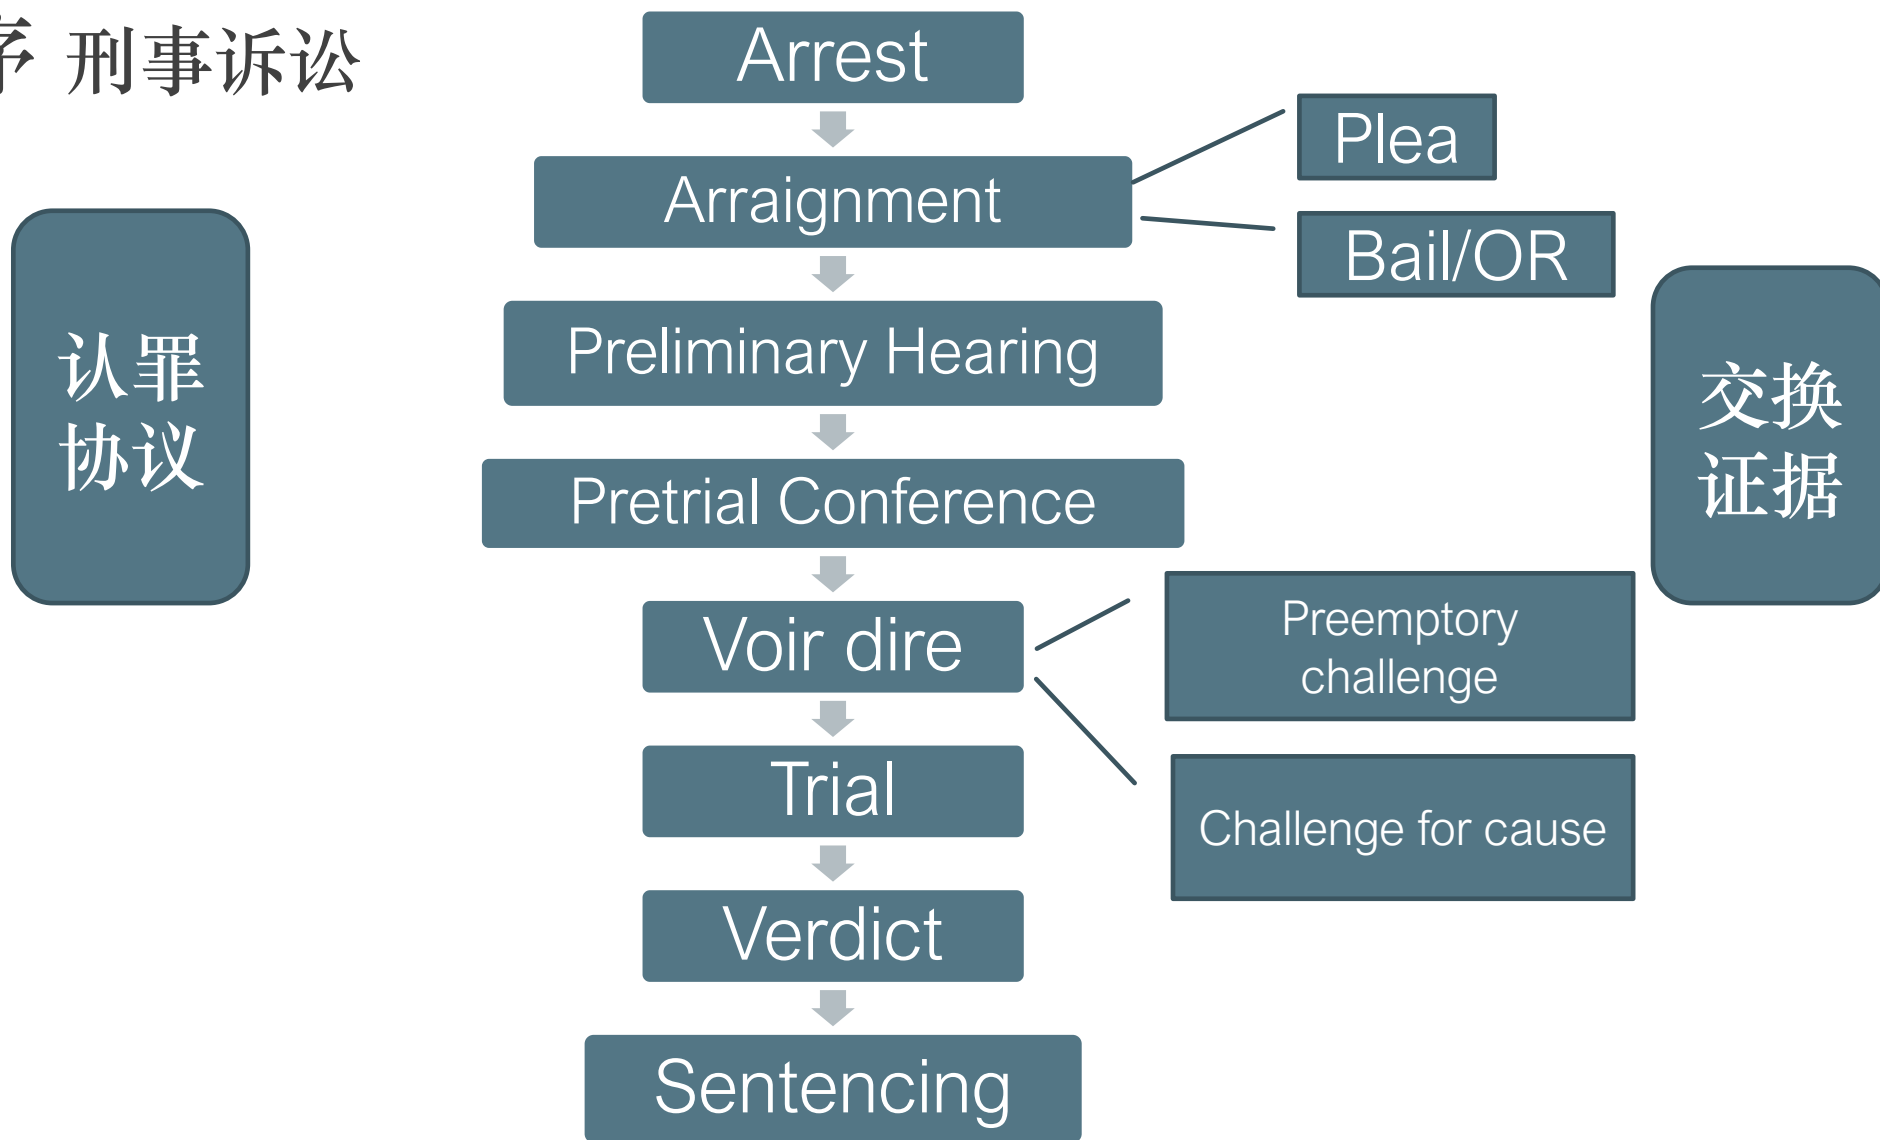 序 刑事诉讼
Arrest
Plea
Arraignment
Bail/OR
认罪
协议
Preliminary Hearing
交换
证据
Pretrial Conference
Voir dire
Preemptory
challenge
Trial
Challenge for cause
Verdict
Sentencing